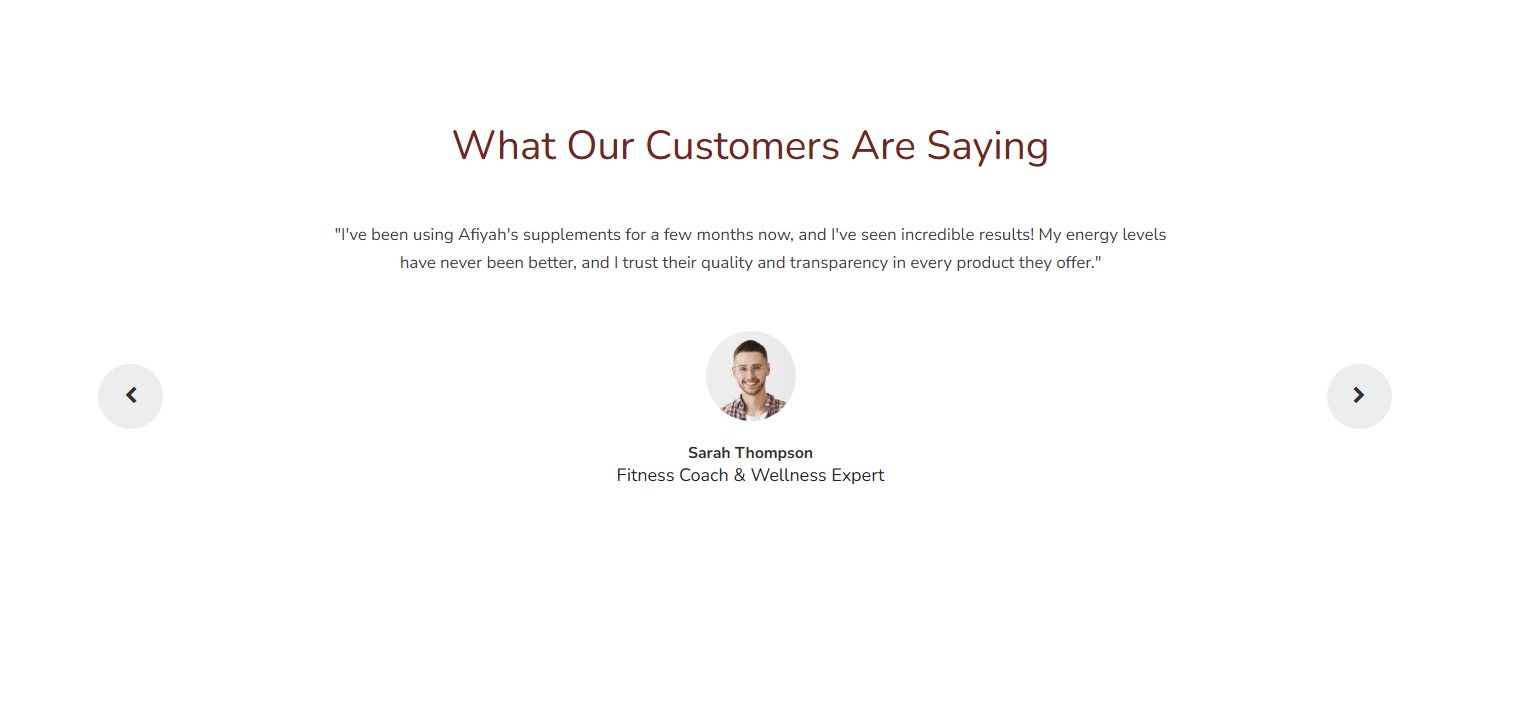 What Our Customers Are Saying
"I've been using Afiyah's supplements for a few months now, and I've seen incredible results! My energy levels
have never been better, and I trust their quality and transparency in every product they offer."
Sarah Thompson
Fitness Coach & Wellness Expert